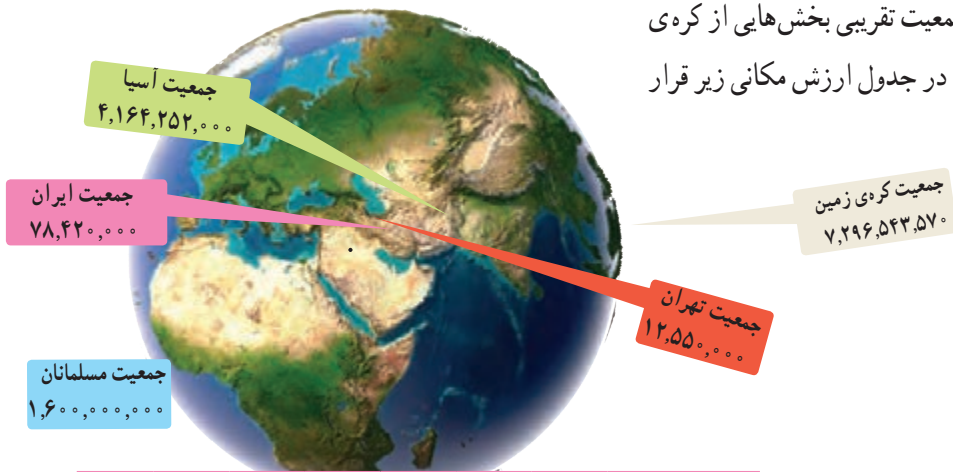 معیت تقریبی بخش‌هایی از کره‌ی
در جدول ارزش مکانی زیر قرار
جمعیت آسیا
۴,۱۶۴,۲۵۲,۰۰۰
جمعیت ایران
۷۸,۴۲۰,۰۰۰
جمعیت کره‌ی زمین
۷,۲۹۶,۵۴۳,۵۷۰
جمعیت تهران
۱۲,۵۵۰,۰۰۰
جمعیت مسلمانان
۱,۶۰۰,۰۰۰,۰۰۰